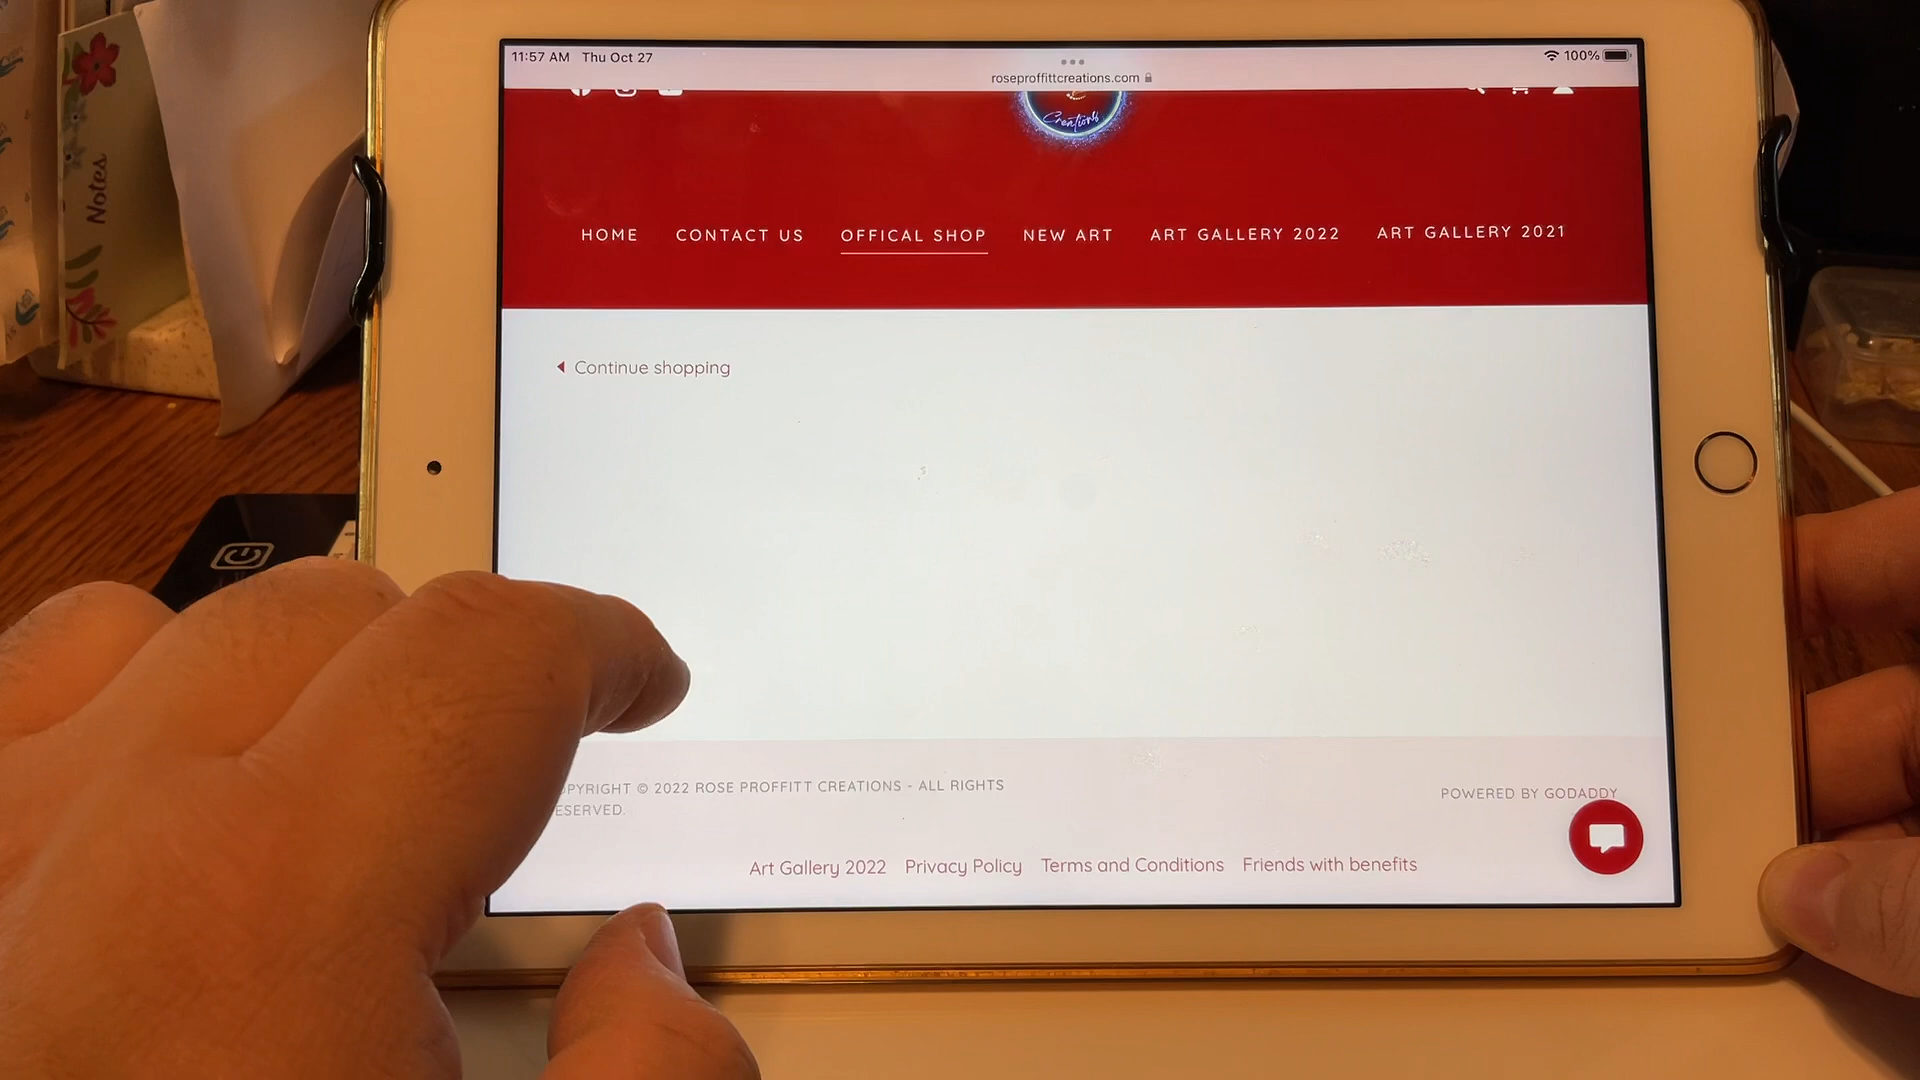 11:57 AM Thu Oct 27
100%
roseproffittcreations.com
Creations
HOME CONTACT US OFFICAL SHOP NEW ART ART GALLERY 2022 ART GALLERY 2021
Notes
Continue shopping
OPYRIGHT © 2022 ROSE PROFFITT CREATIONS - ALL RIGHTS
ESERVED.
POWERED BY GODADDY
Art Gallery 2022 Privacy Policy Terms and Conditions Friends with benefits